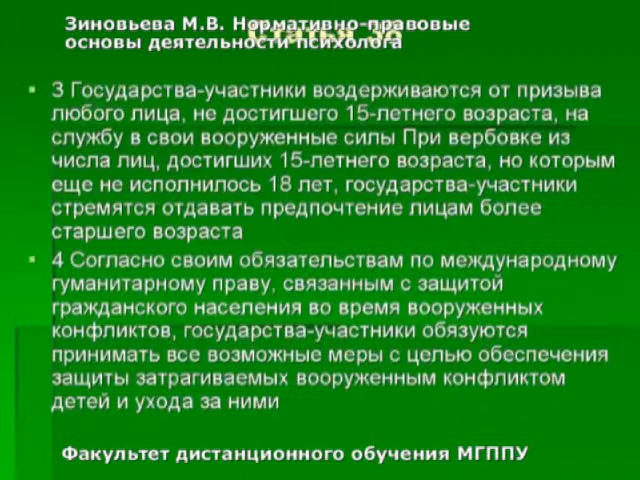 Зиновьева М.В. Нормативно-правовые
основы деятельности психолога
Статья 38
3 Государства-участники воздерживаются от призыва
любого лица, не достигшего 15-летнего возраста, на
службу в свои вооруженные силы При вербовке из
числа лиц, достигших 15-летнего возраста, но которым
еще не исполнилось 18 лет, государства-участники
стремятся отдавать предпочтение лицам более
старшего возраста
4 Согласно своим обязательствам по международному
гуманитарному праву, связанным с защитой
гражданского населения во время вооруженных
конфликтов, государства-участники обязуются
принимать все возможные меры с целью обеспечения
защиты затрагиваемых вооруженным конфликтом
детей и ухода за ними
Факультет дистанционного обучения МГППУ